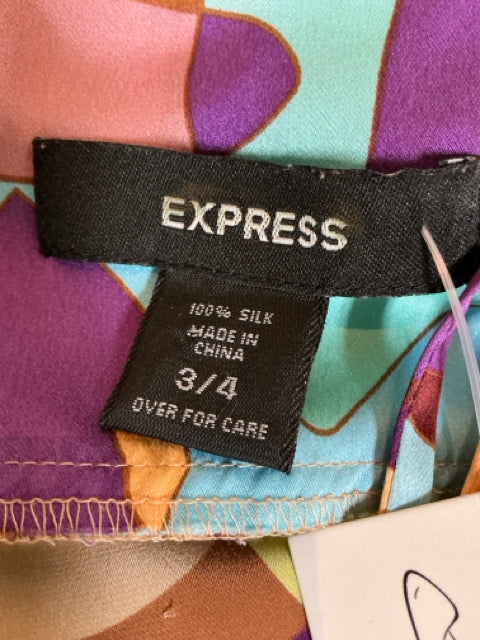 EXPRESS
100% SILK
MADE IN
CHINA
3/4
OVER FOR CARE